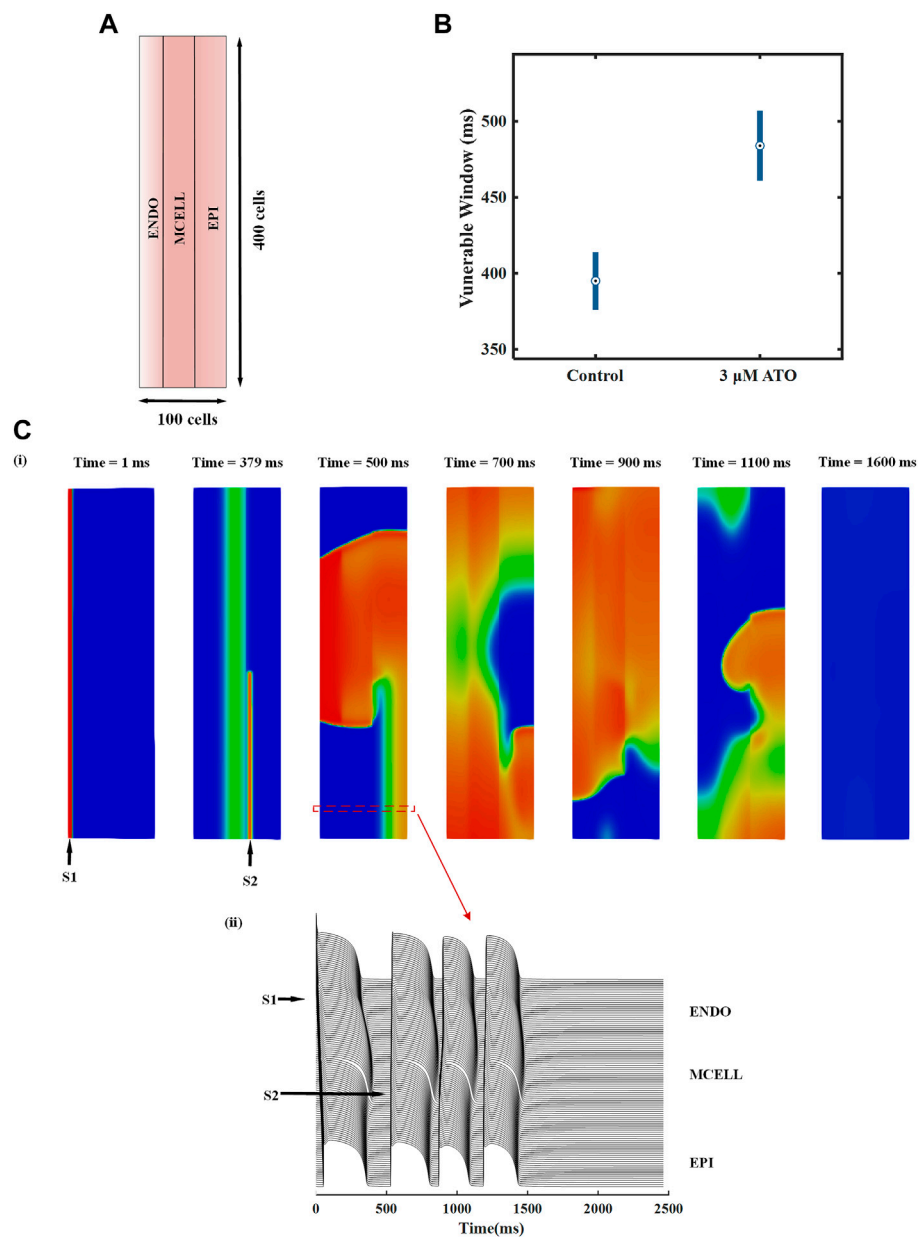 A
ENDO
MCELL
EPI
400 cells
100 cells
B
Vunerable Window (ms)
500
450
400
350
Control
3 µM ATO
C
(i)
Time = 1 ms
Time = 379 ms
Time = 500 ms
Time = 700 ms
Time = 900 ms
Time = 1100 ms
Time = 1600 ms
S1
S2
(ii)
S1
S2
ENDO
MCELL
EPI
0
500
1000
1500
2000
2500
Time(ms)